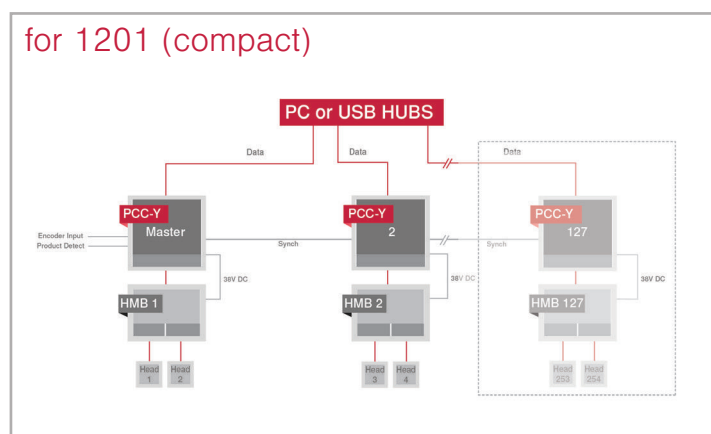 for 1201 (compact)
PC or USB HUBS
Data
Data
Data
PCC-Y
Master
PCC-Y
2
PCC-Y
127
Encoder Input
Product Detect
Synch
Synch
38V DC
38V DC
38V DC
HMB 1
HMB 2
HMB 127
Head
1
Head
2
Head
3
Head
4
Head
253
Head
254